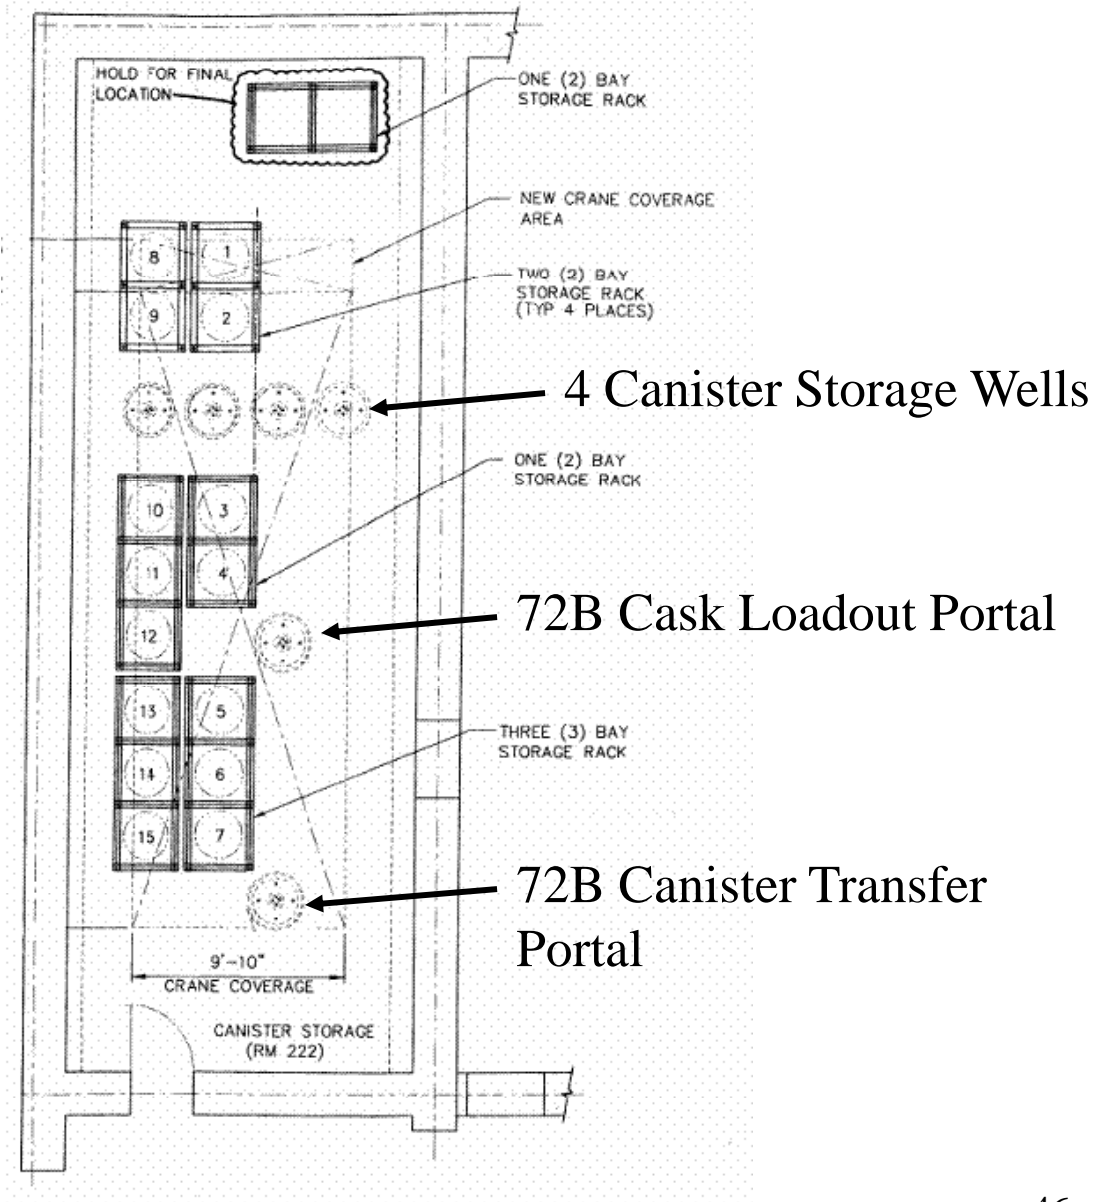 HOLD FOR FINAL
LOCATION
ONE (2) BAY
STORAGE RACK
NEW CRANE COVERAGE
AREA
8
1
TWO (2) BAY
STORAGE RACK
(TYP 4 PLACES)
9
2
4 Canister Storage Wells
ONE (2) BAY
STORAGE RACK
10
3
11
4
72B Cask Loadout Portal
12
13
5
THREE (3) BAY
STORAGE RACK
14
6
15
7
72B Canister Transfer
Portal
9'-10"
CRANE COVERAGE
CANISTER STORAGE
(RM 222)